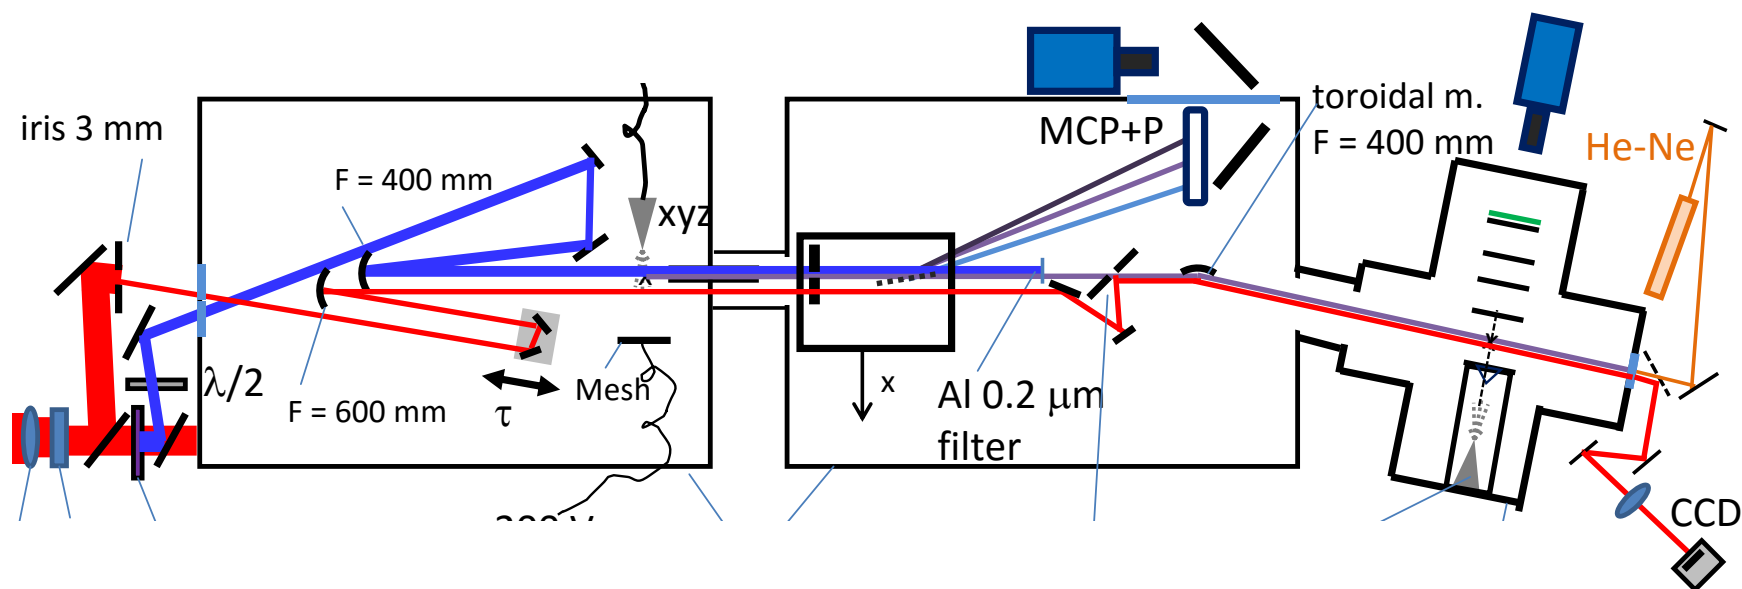 iris 3 mm
F = 400 mm
xyz
MCP+P
toroidal m.
F = 400 mm
He-Ne
λ/2
F = 600 mm
τ
Mesh
x
Al 0.2 μm
filter
CCD